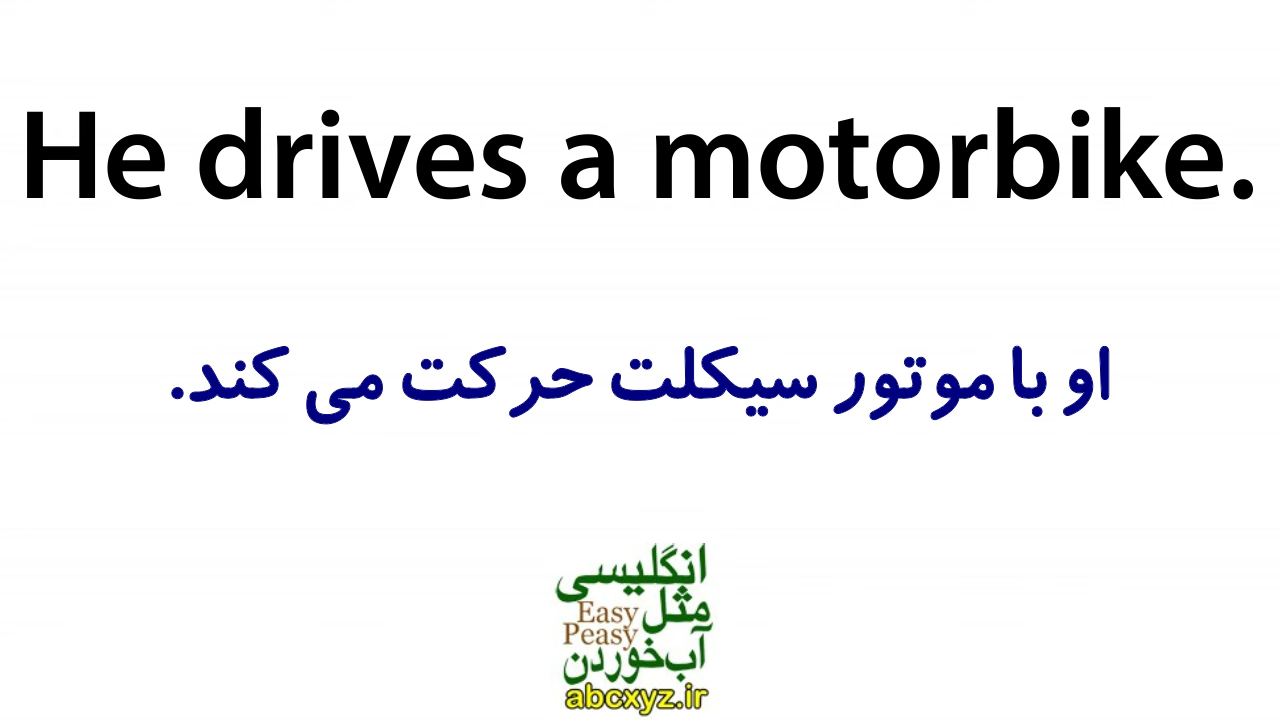 He drives a motorbike.
او با موتور سیکلت حرکت می کند.
انگلیسی
مثل Easy
Peasy
آب‌خوردن
abcxyz.ir